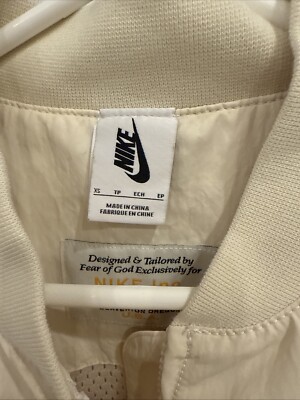 NIKE
XS TP ECH EP
MADE IN CHINA
FABRIQUE EN CHINE
Designed & Tailored by
Fear of God Exclusively for
NIKE